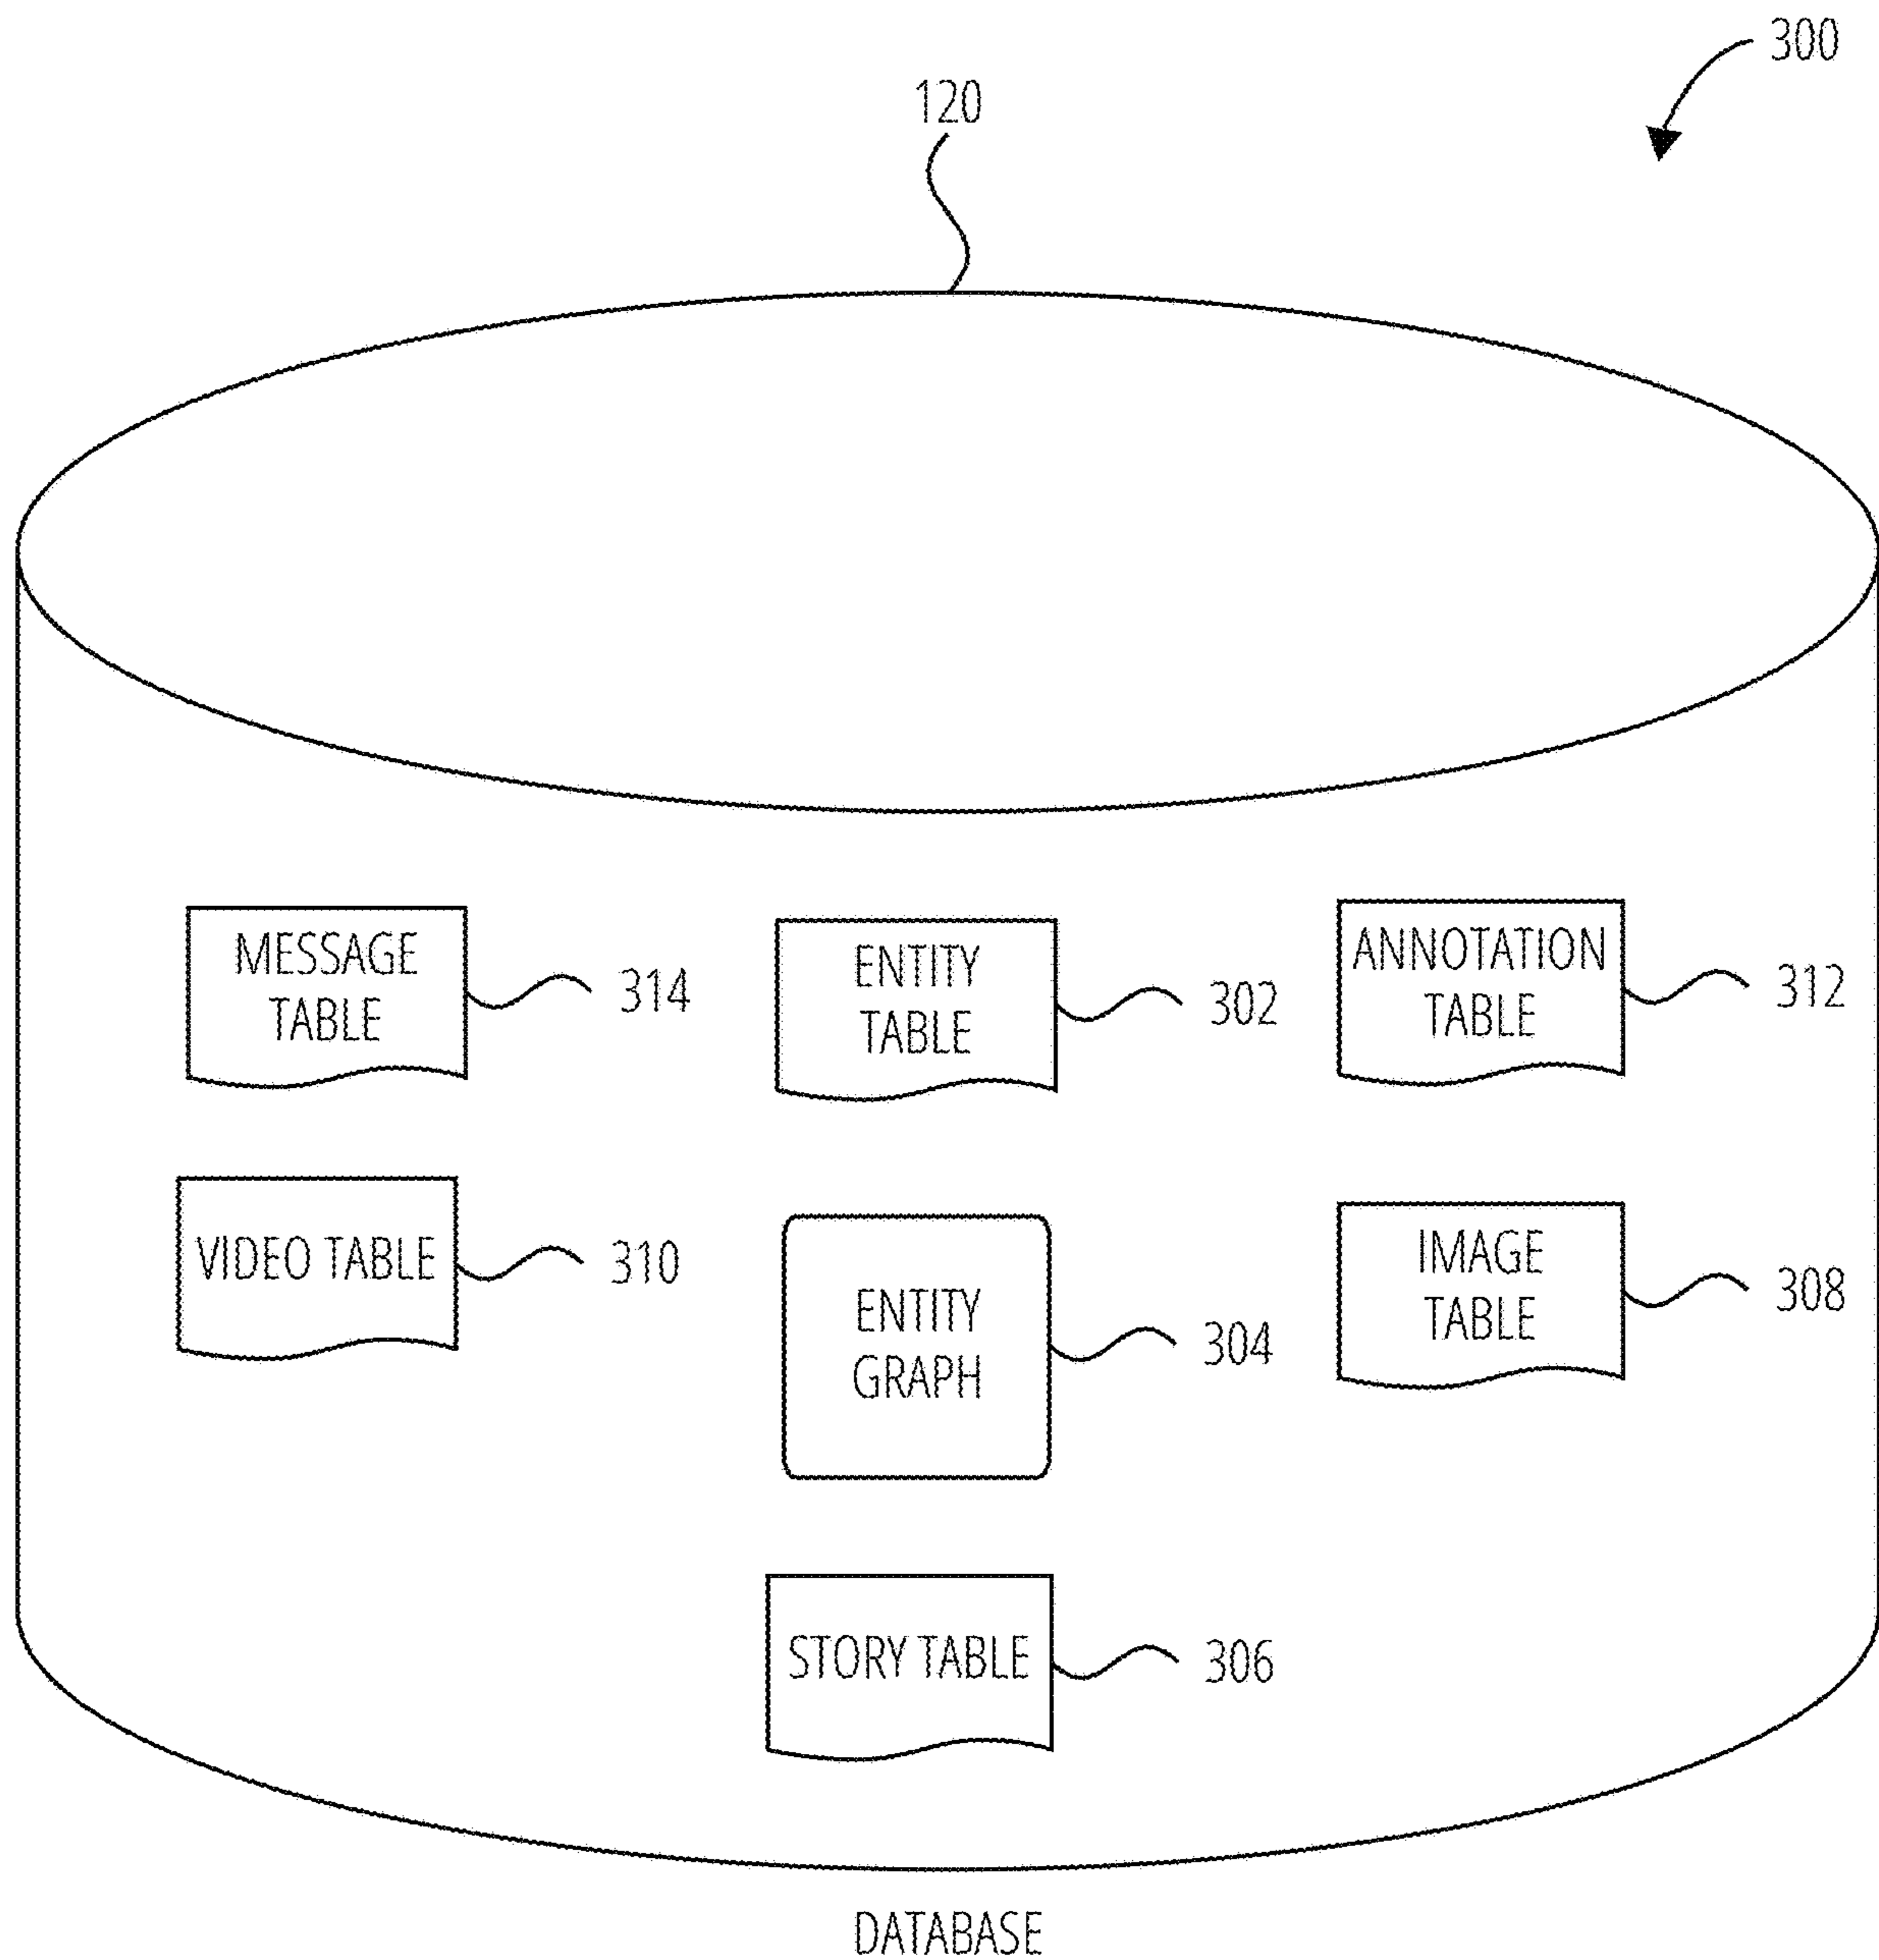 300
120
MESSAGE
TABLE
314
ENTITY
TABLE
302
ANNOTATION
TABLE
312
VIDEO TABLE
310
ENTITY
GRAPH
304
IMAGE
TABLE
308
STORY TABLE
306
DATABASE